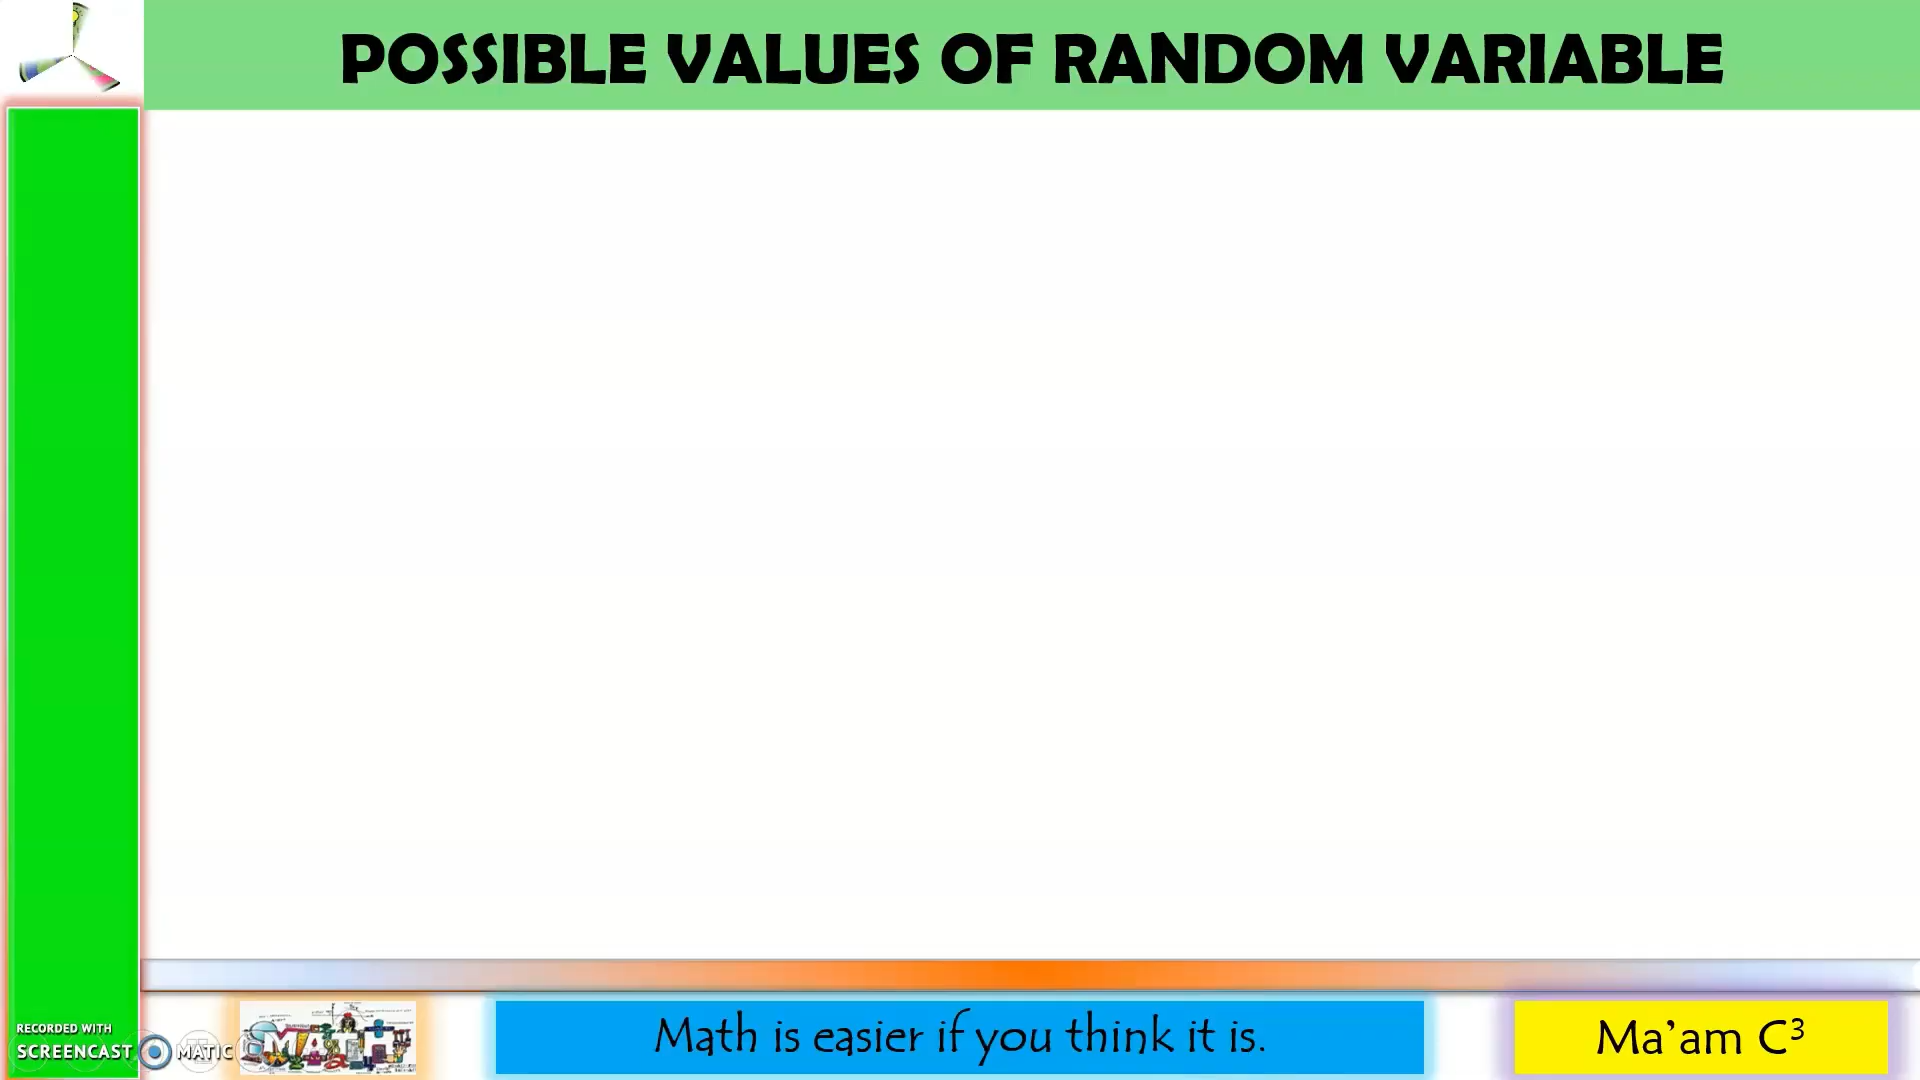 POSSIBLE VALUES OF RANDOM VARIABLE
RECORDED WITH
SCREENCAST MATIC
MATH
Math is easier if you think it is.
Ma’am C³